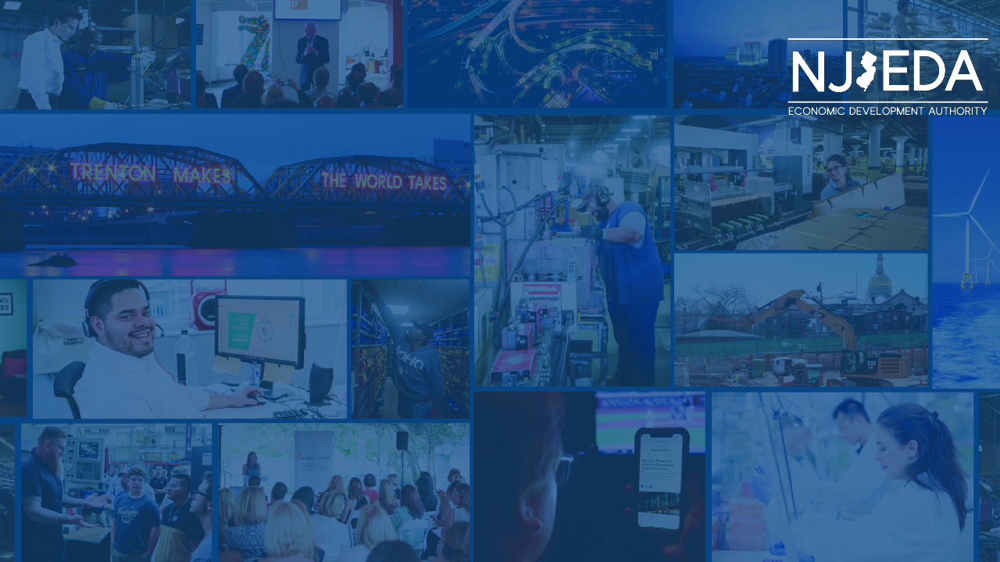 NJEDA
ECONOMIC DEVELOPMENT AUTHORITY
TRENTON MAKES
THE WORLD TAKES